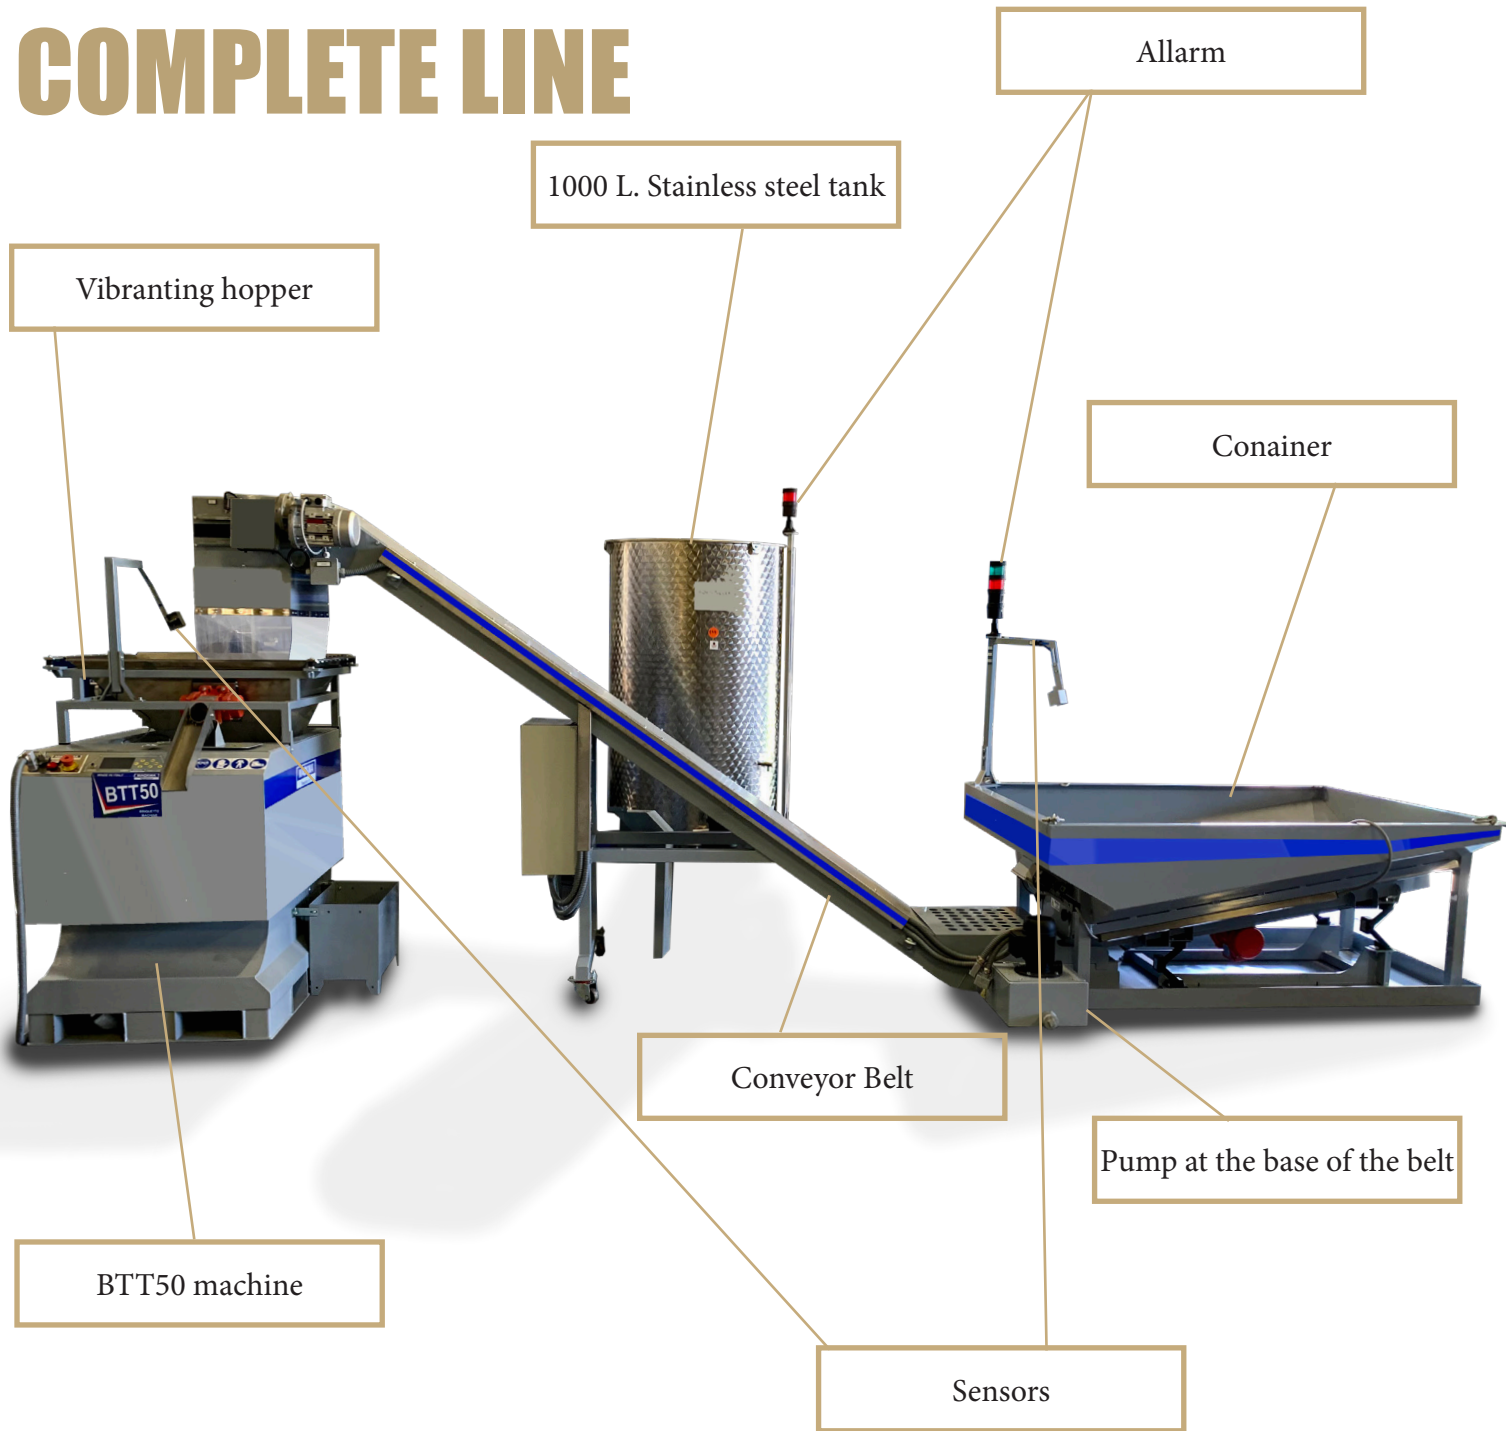 COMPLETE LINE
Allarm
1000 L. Stainless steel tank
Vibranting hopper
Conainer
BTT50
Conveyor Belt
Pump at the base of the belt
BTT50 machine
Sensors